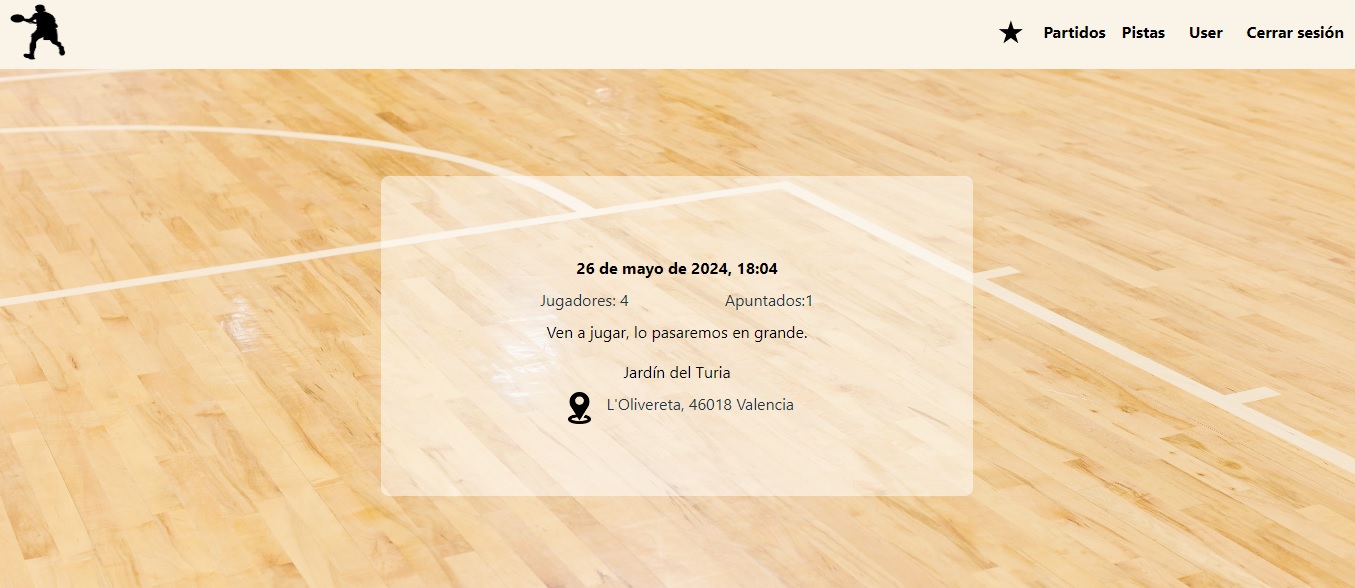 Partidos Pistas User Cerrar sesión
26 de mayo de 2024, 18:04
Jugadores: 4 Apuntados:1
Ven a jugar, lo pasaremos en grande.
Jardín del Turia
L'Olivereta, 46018 Valencia